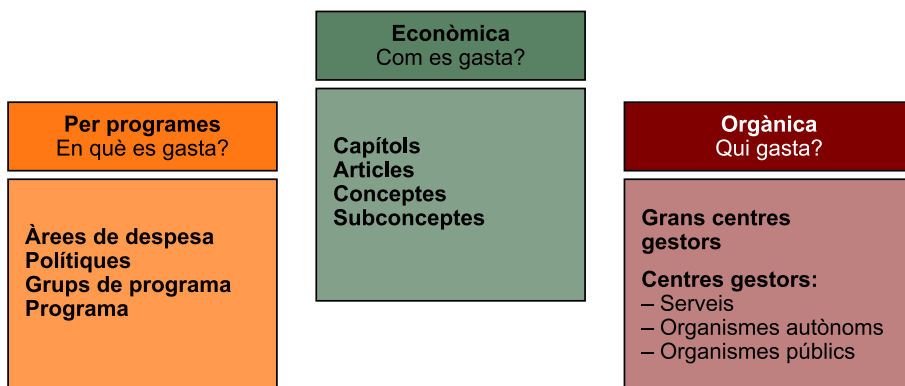 Per programes
En què es gasta?
Àrees de despesa
Polítiques
Grups de programa
Programa
Econòmica
Com es gasta?
Capítols
Articles
Conceptes
Subconceptes
Orgànica
Qui gasta?
Grans centres
gestors
Centres gestors:
– Serveis
– Organismes autònoms
– Organismes públics